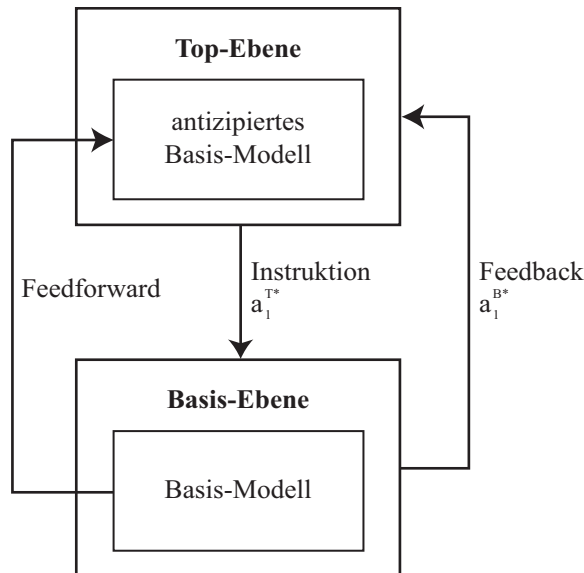 Top-Ebene
antizipiertes
Basis-Modell
Feedforward
Instruktion
a₁ᵀ*
Feedback
a₁ᴮ*
Basis-Ebene
Basis-Modell